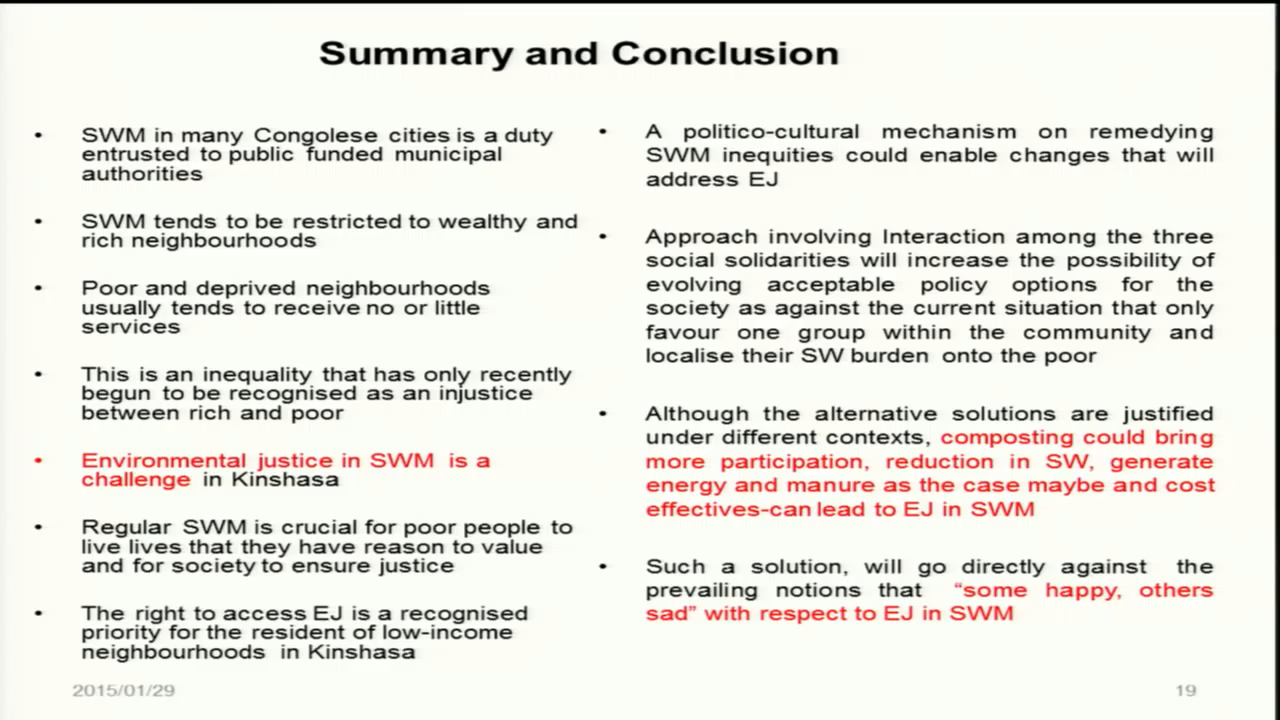 Summary and Conclusion
• SWM in many Congolese cities is a duty
entrusted to public funded municipal
authorities
• SWM tends to be restricted to wealthy and
rich neighbourhoods
• Poor and deprived neighbourhoods
usually tends to receive no or little
services
• This is an inequality that has only recently
begun to be recognised as an injustice
between rich and poor
• Environmental justice in SWM is a
challenge in Kinshasa
• Regular SWM is crucial for poor people to
live lives that they have reason to value
and for society to ensure justice
• The right to access EJ is a recognised
priority for the resident of low-income
neighbourhoods in Kinshasa
• A politico-cultural mechanism on remedying
SWM inequities could enable changes that will
address EJ
• Approach involving Interaction among the three
social solidarities will increase the possibility of
evolving acceptable policy options for the
society as against the current situation that only
favour one group within the community and
localise their SW burden onto the poor
• Although the alternative solutions are justified
under different contexts, composting could bring
more participation, reduction in SW, generate
energy and manure as the case maybe and cost
effectives-can lead to EJ in SWM
• Such a solution, will go directly against the
prevailing notions that “some happy, others
sad” with respect to EJ in SWM
2015/01/29
19